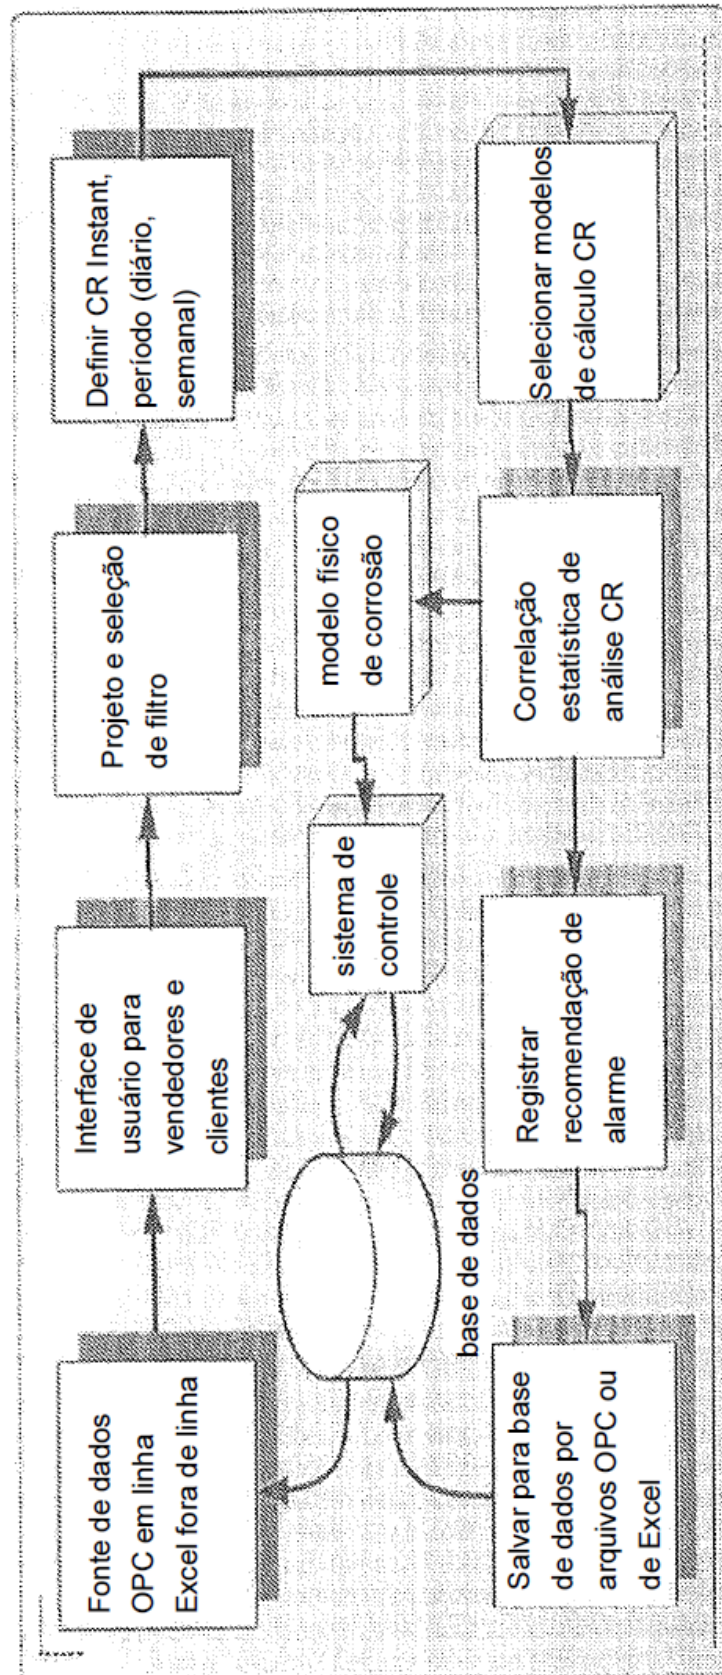 Fonte de dados
OPC em linha
Excel fora de linha
Interface de
usuário para
vendedores e
clientes
Projeto e seleção
de filtro
Definir CR Instant,
período (diário,
semanal)
base de dados
sistema de
controle
modelo físico
de corrosão
Salvar para base
de dados por
arquivos OPC ou
de Excel
Registrar
recomendação de
alarme
Correlação
estatística de
análise CR
Selecionar modelos
de cálculo CR